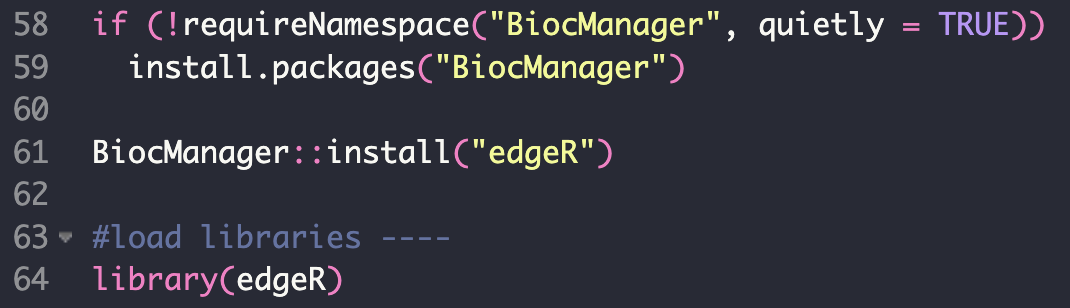 58 if (!requireNamespace("BiocManager", quietly = TRUE))
59   install.packages("BiocManager")
60
61 BiocManager::install("edgeR")
62
63 #load libraries ----
64 library(edgeR)